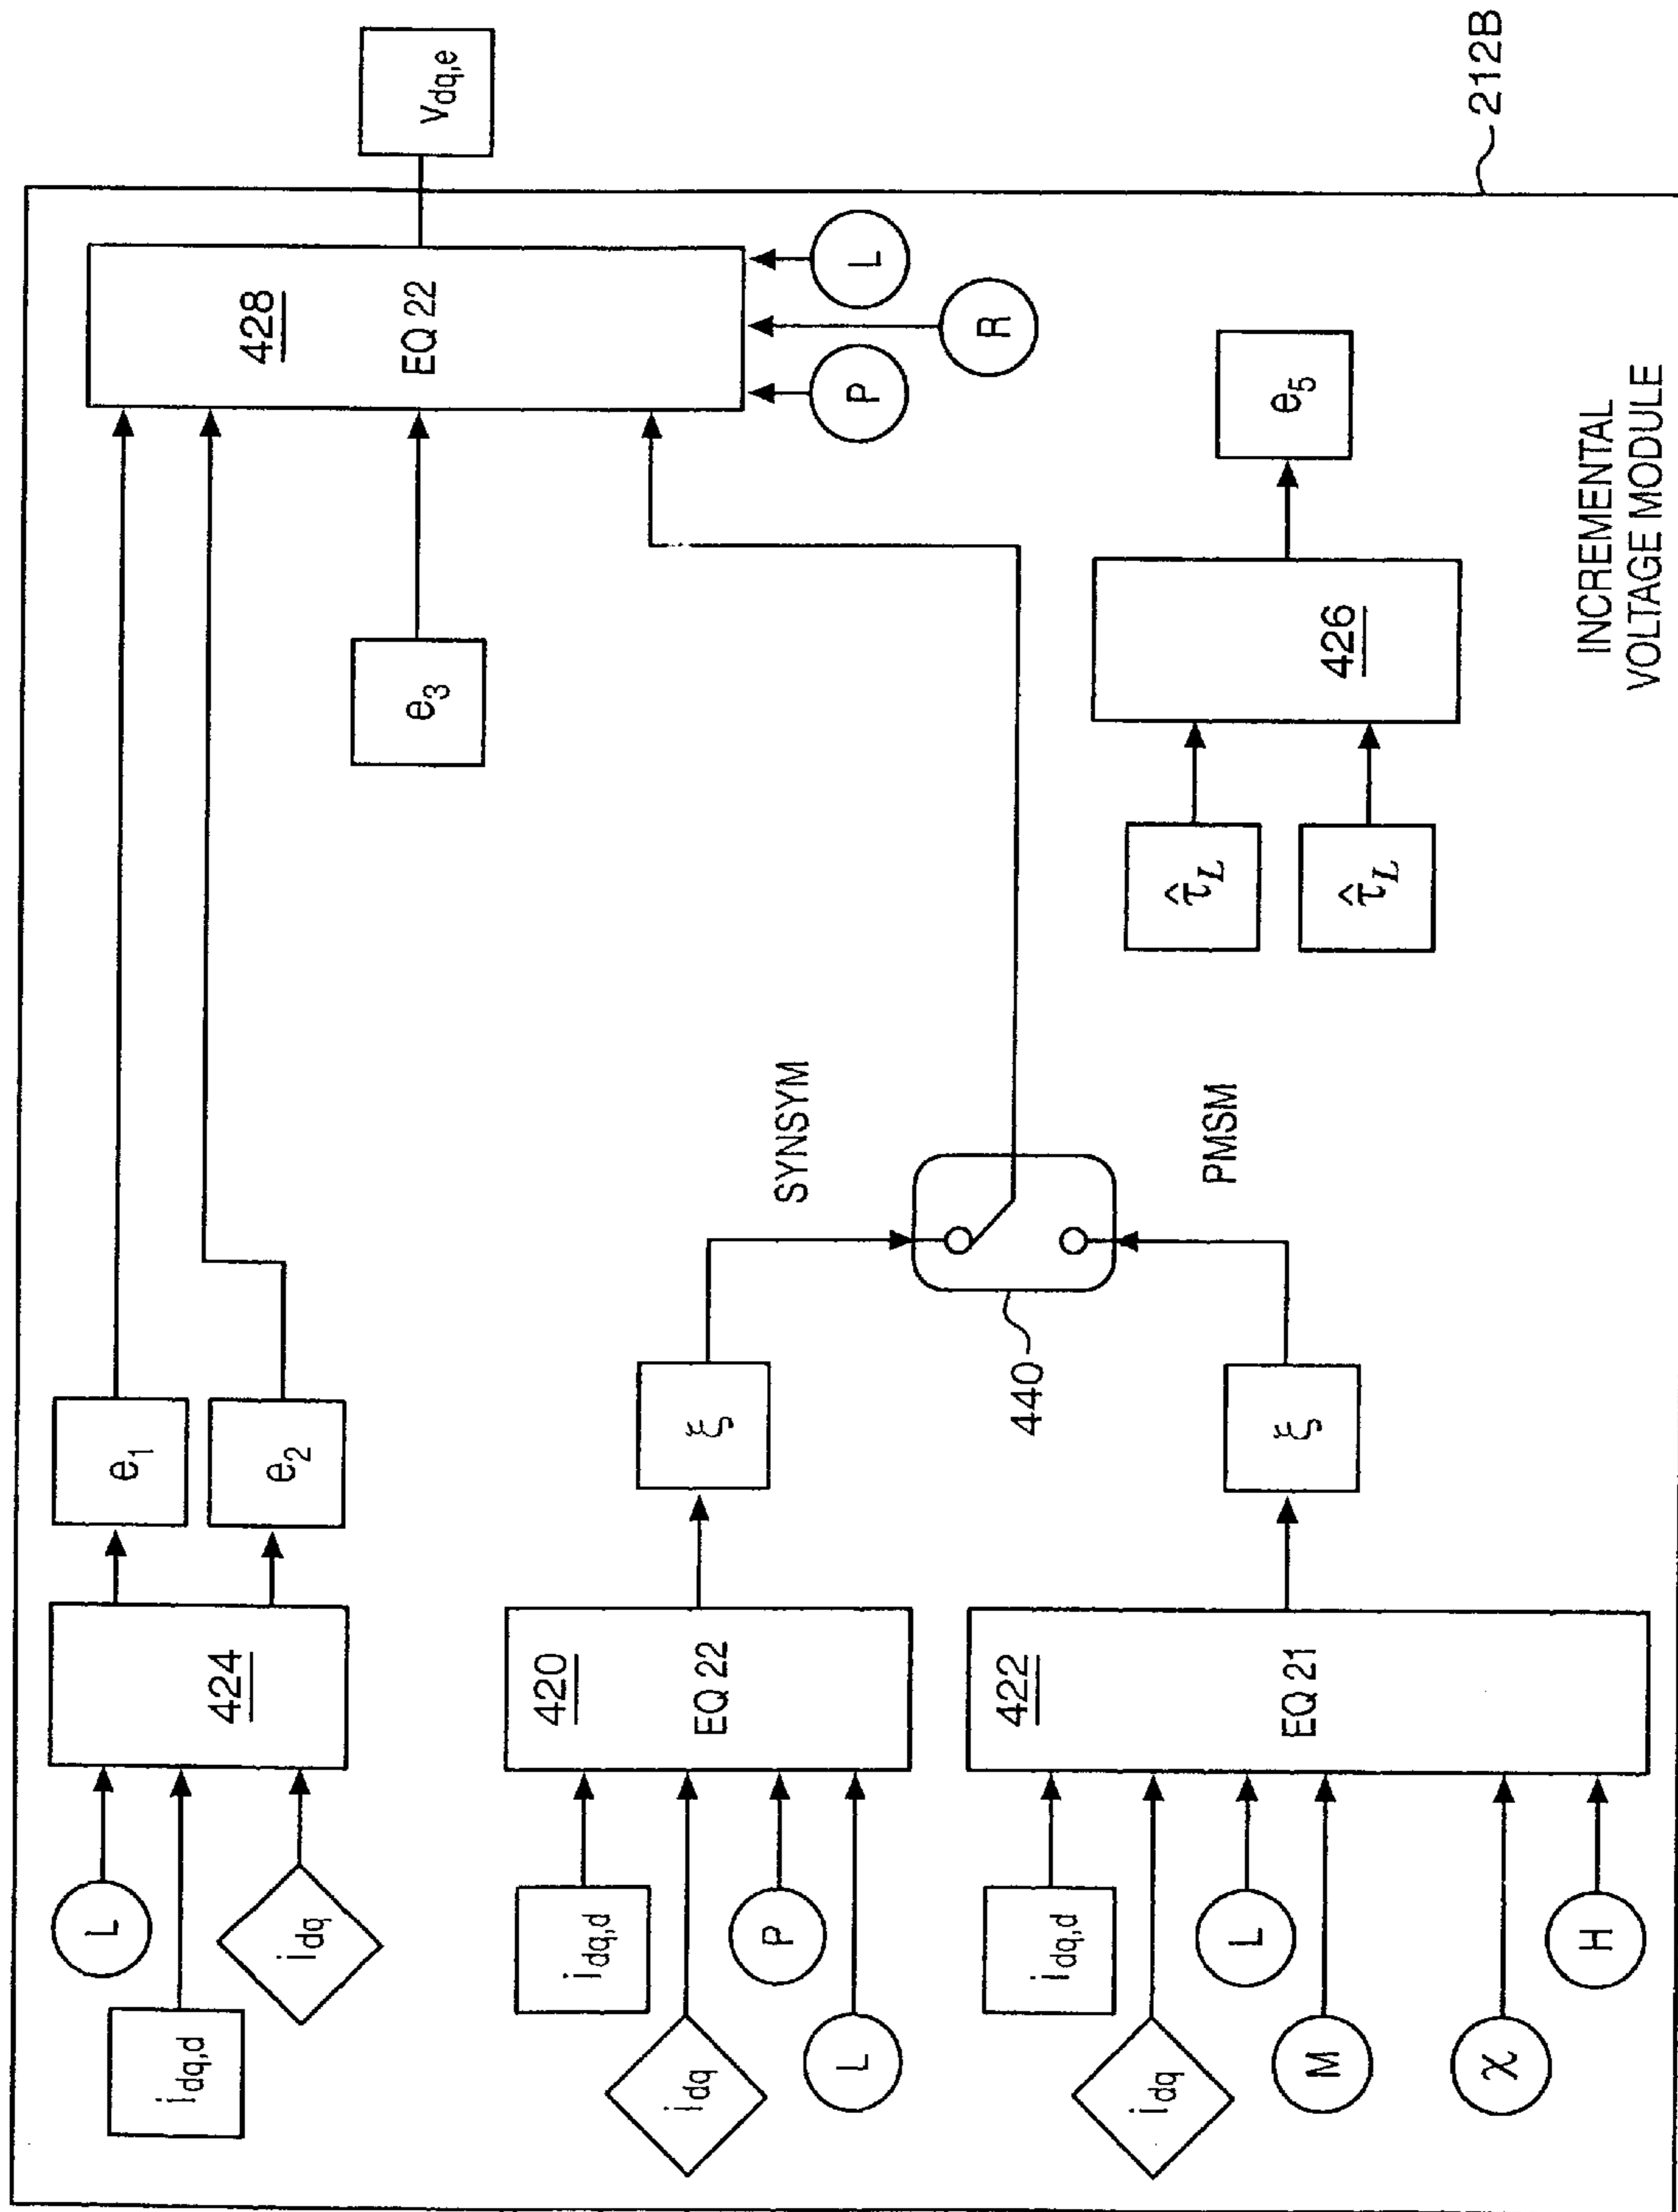 L
i_dq,d
i_dq
424
e_1
e_2
i_dq,d
i_dq
P
L
420
EQ 22
ξ
i_dq,d
i_dq
L
M
χ
H
422
EQ 21
ξ
440
SYNSYM
PMSM
e_3
428
EQ 22
P
R
L
v_dq,e
τ̂_L
τ̂_L
426
e_5
INCREMENTAL
VOLTAGE MODULE
212B